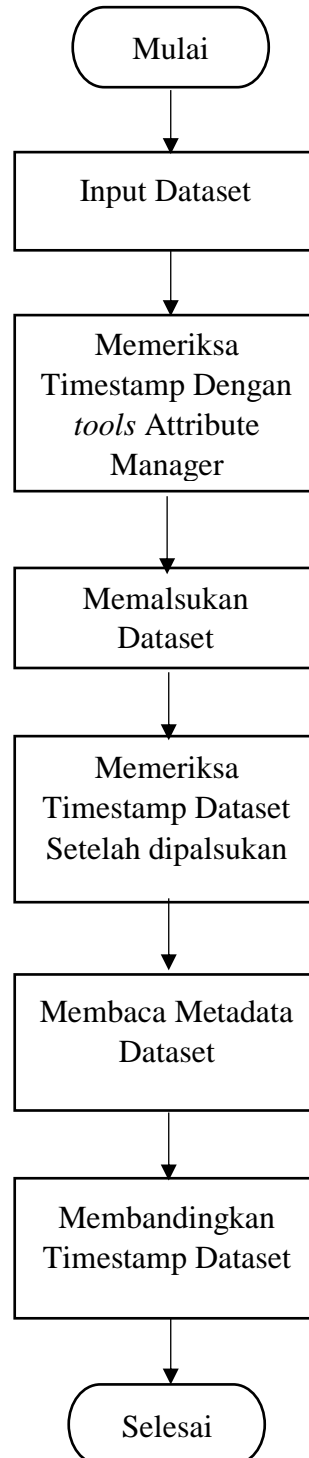 Mulai
Input Dataset
Memeriksa
Timestamp Dengan
tools Attribute
Manager
Memalsukan
Dataset
Memeriksa
Timestamp Dataset
Setelah dipalsukan
Membaca Metadata
Dataset
Membandingkan
Timestamp Dataset
Selesai